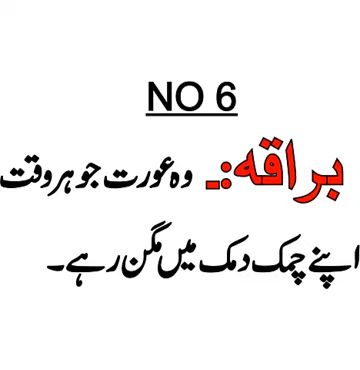 NO 6
براقہ:۔ وہ عورت جو ہر وقت
اپنے چمک دمک میں مگن رہے۔